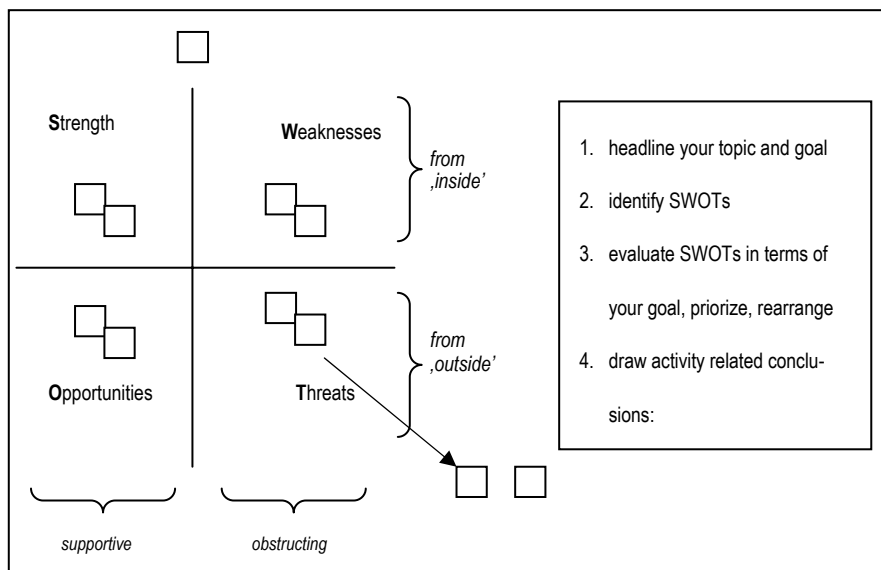 Strength
Weaknesses
from
‚inside’
Opportunities
Threats
from
‚outside’
supportive
obstructing
1. headline your topic and goal
2. identify SWOTs
3. evaluate SWOTs in terms of
your goal, priorize, rearrange
4. draw activity related conclu-
sions: